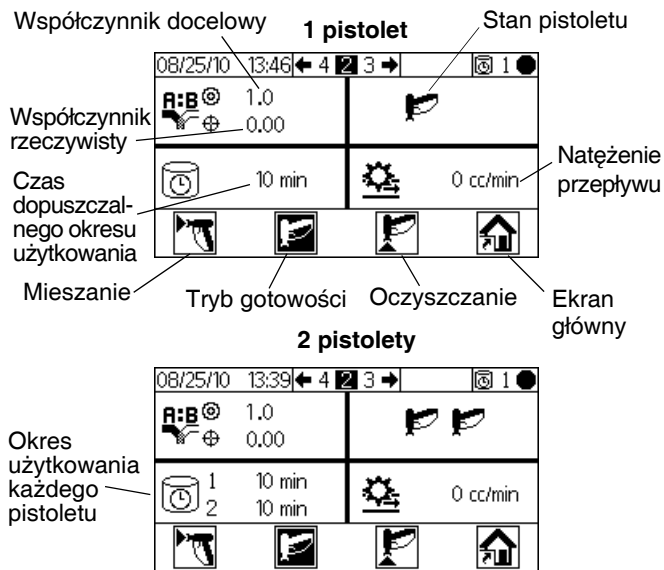 Współczynnik docelowy
1 pistolet
Stan pistoletu
08/25/10 13:46 4 2 3 1
A:B 1.0
0.00
Współczynnik
rzeczywisty
10 min
0 cc/min
Czas
dopuszczal-
nego okresu
użytkowania
Natężenie
przepływu
Mieszanie
Tryb gotowości
Oczyszczanie
Ekran
główny
2 pistolety
08/25/10 13:39 4 2 3 1
A:B 1.0
0.00
Okres
użytkowania
każdego
pistoletu
1 10 min
2 10 min
0 cc/min